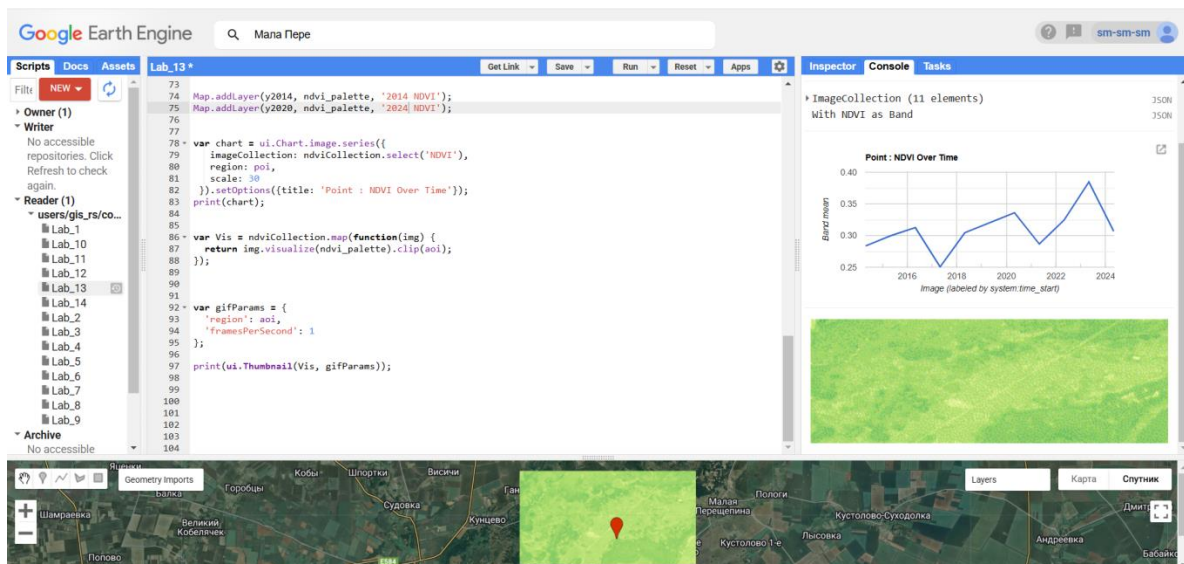 Google Earth Engine
Мала Пере
sm-sm-sm
Scripts Docs Assets
Filte NEW
Owner (1)
Writer
No accessible
repositories. Click
Refresh to check
again.
Reader (1)
users/gis_rs/co...
Lab_1
Lab_10
Lab_11
Lab_12
Lab_13
Lab_14
Lab_2
Lab_3
Lab_4
Lab_5
Lab_6
Lab_7
Lab_8
Lab_9
Archive
No accessible
Lab_13 *
Get Link Save Run Reset Apps
73
74 Map.addLayer(y2014, ndvi_palette, '2014 NDVI');
75 Map.addLayer(y2020, ndvi_palette, '2024 NDVI');
76
77
78 var chart = ui.Chart.image.series({
79 imageCollection: ndviCollection.select('NDVI'),
80 region: poi,
81 scale: 30
82 }).setOptions({title: 'Point : NDVI Over Time'});
83 print(chart);
84
85
86 var Vis = ndviCollection.map(function(img) {
87 return img.visualize(ndvi_palette).clip(aoi);
88 });
89
90
91
92 var gifParams = {
93 'region': aoi,
94 'framesPerSecond': 1
95 };
96
97 print(ui.Thumbnail(Vis, gifParams));
98
99
100
101
102
103
104
Inspector Console Tasks
ImageCollection (11 elements) JSON
With NDVI as Band JSON
Point : NDVI Over Time
0.40
0.35
0.30
0.25
Band mean
2016 2018 2020 2022 2024
Image (labeled by system:time_start)
Geometry Imports
Layers
Карта Спутник
Балка
Горобцы
Кобы
Шпортки
Висичи
Ган
Шамраевка
Великий
Кобелячек
Судовка
Кунцево
Малая
Перещепина
Пологи
Кустолово-Суходолка
Дмит
Попово
Кустолово 1-е
Лысовка
Андреевка
Бабайк